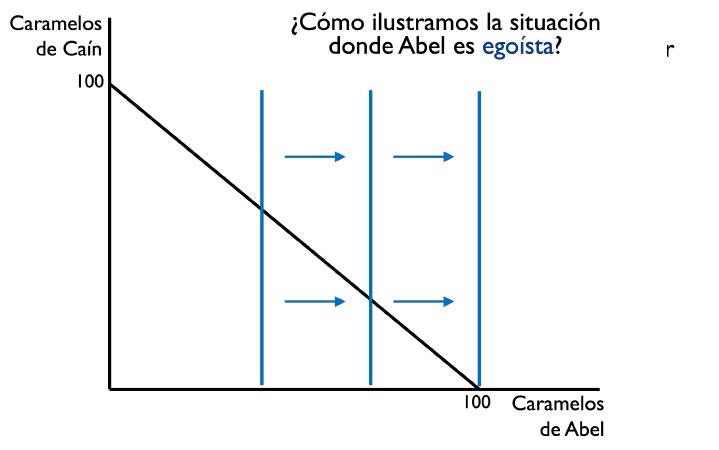 Caramelos
de Caín
¿Cómo ilustramos la situación
donde Abel es egoísta?
r
100
100
Caramelos
de Abel